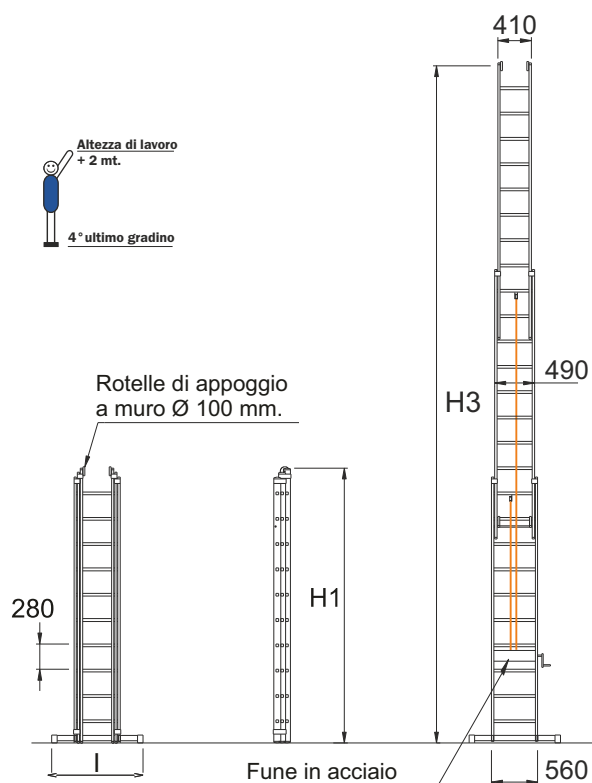 410
Altezza di lavoro
+ 2 mt.
4°ultimo gradino
H3
490
Rotelle di appoggio
a muro Ø 100 mm.
H1
280
l
Fune in acciaio
560